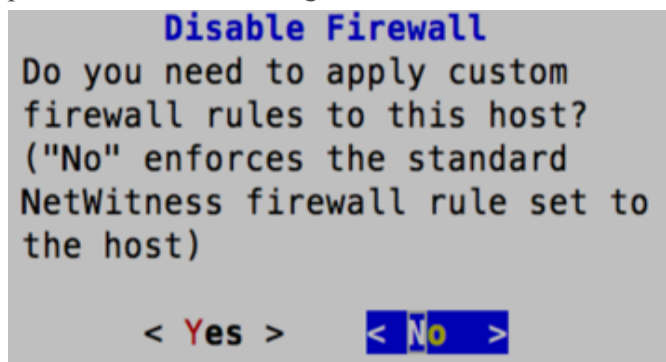 Disable Firewall
Do you need to apply custom
firewall rules to this host?
("No" enforces the standard
NetWitness firewall rule set to
the host)
< Yes > < No >